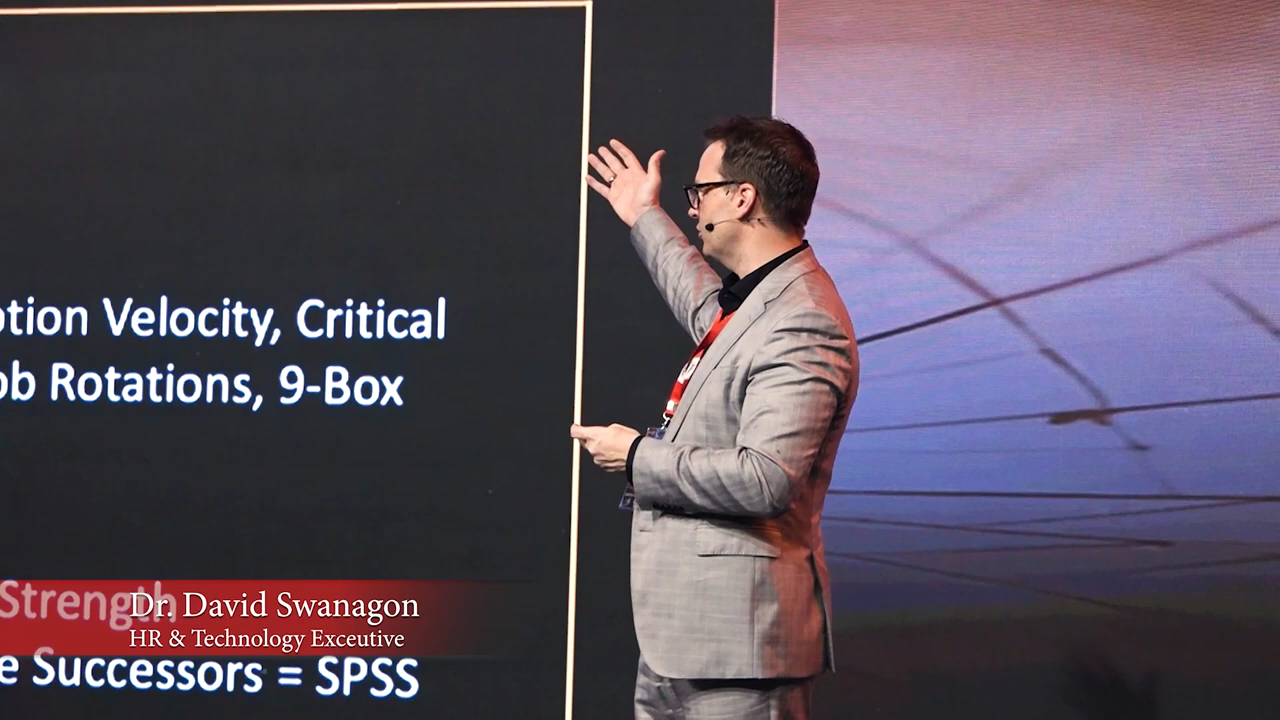 otion Velocity, Critical
ob Rotations, 9-Box
Strength
Dr. David Swanagon
HR & Technology Exceutive
e Successors = SPSS